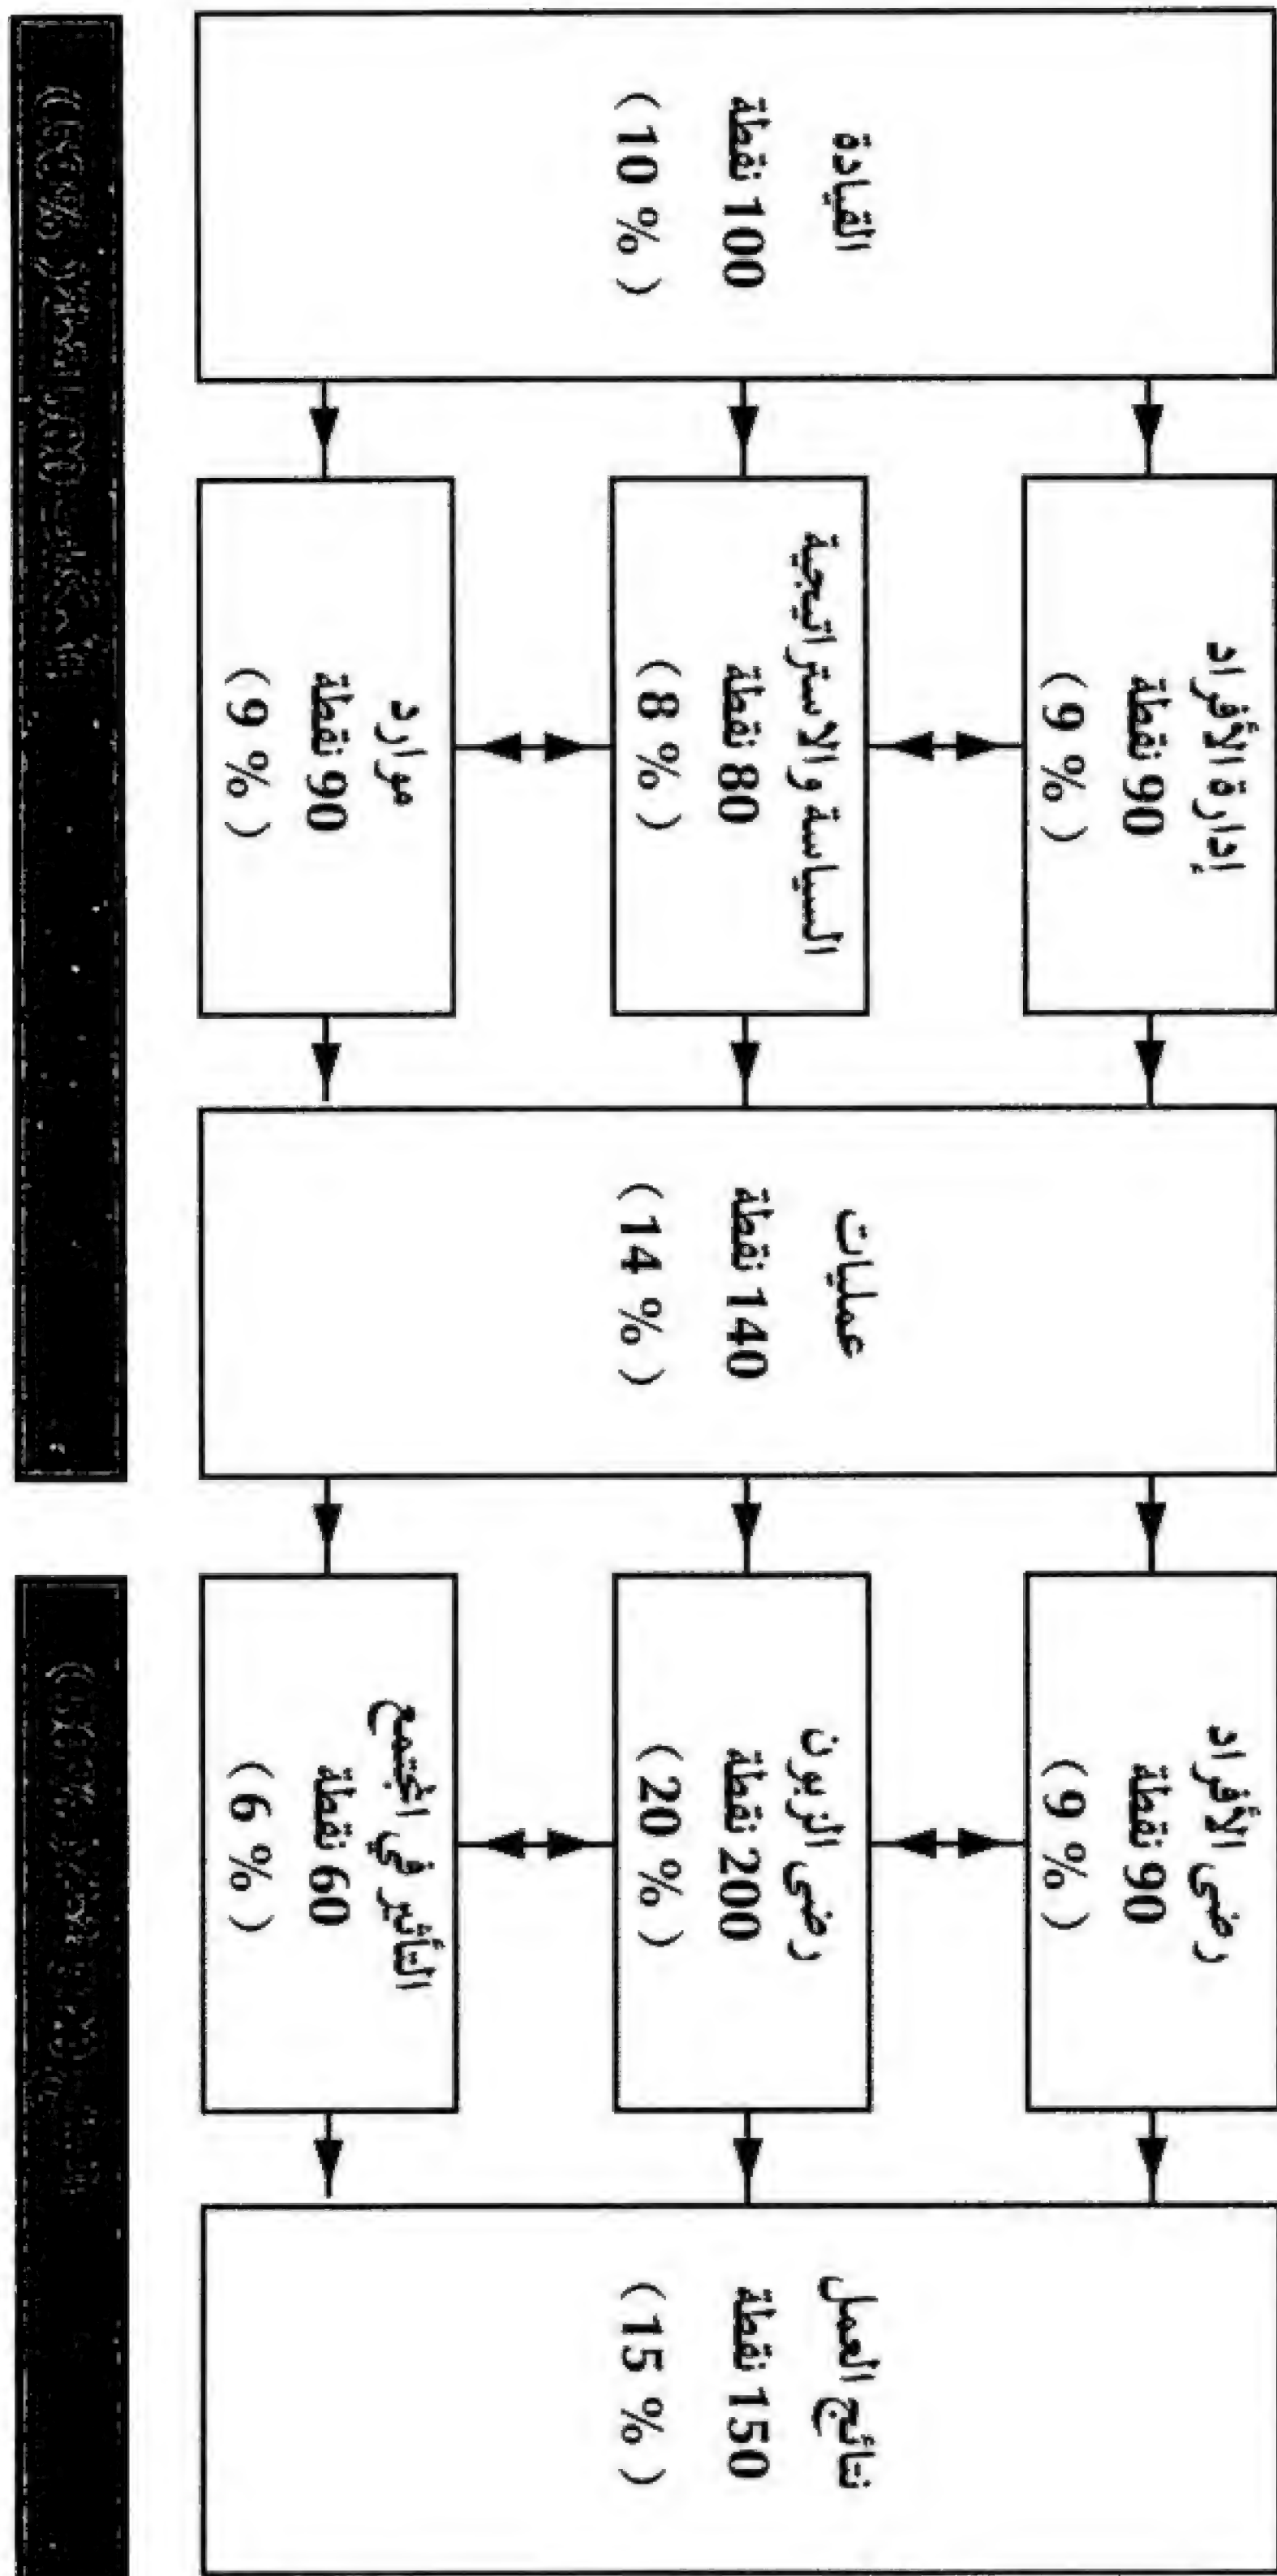 القيادة
100 نقطة
( 10 % )
إدارة الأفراد
90 نقطة
( 9 % )
السياسة والاستراتيجية
80 نقطة
( 8 % )
موارد
90 نقطة
( 9 % )
عمليات
140 نقطة
( 14 % )
رضى الأفراد
90 نقطة
( 9 % )
رضى الزبون
200 نقطة
( 20 % )
التأثير في المجتمع
60 نقطة
( 6 % )
نتائج العمل
150 نقطة
( 15 % )